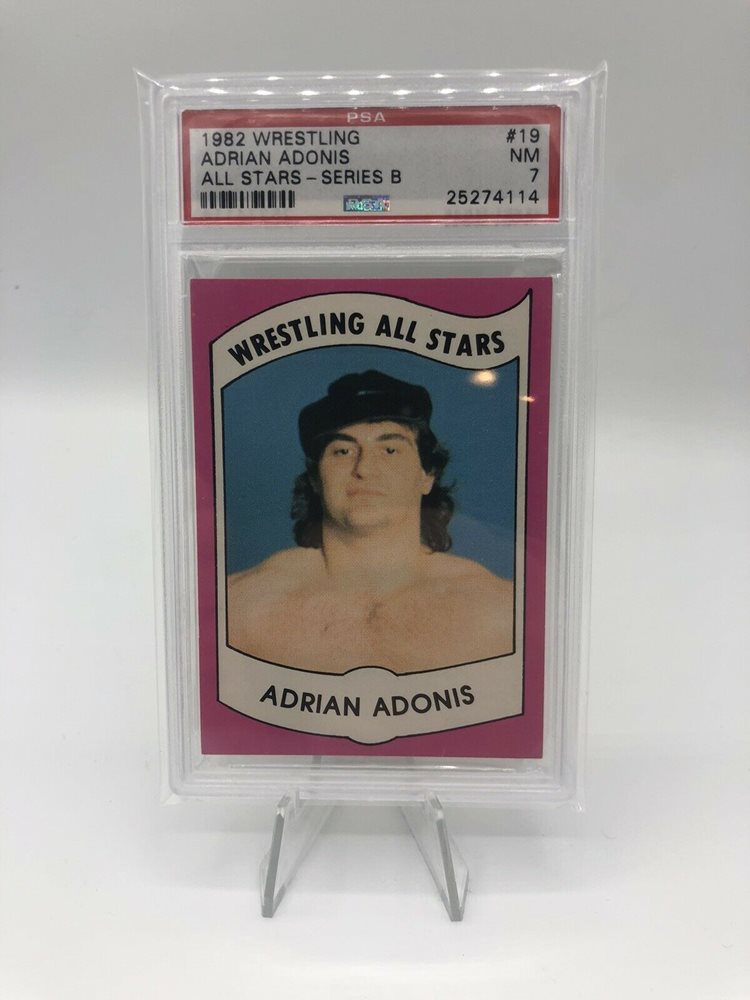 PSA
1982 WRESTLING #19
ADRIAN ADONIS NM
ALL STARS – SERIES B 7
25274114
WRESTLING ALL STARS
ADRIAN ADONIS